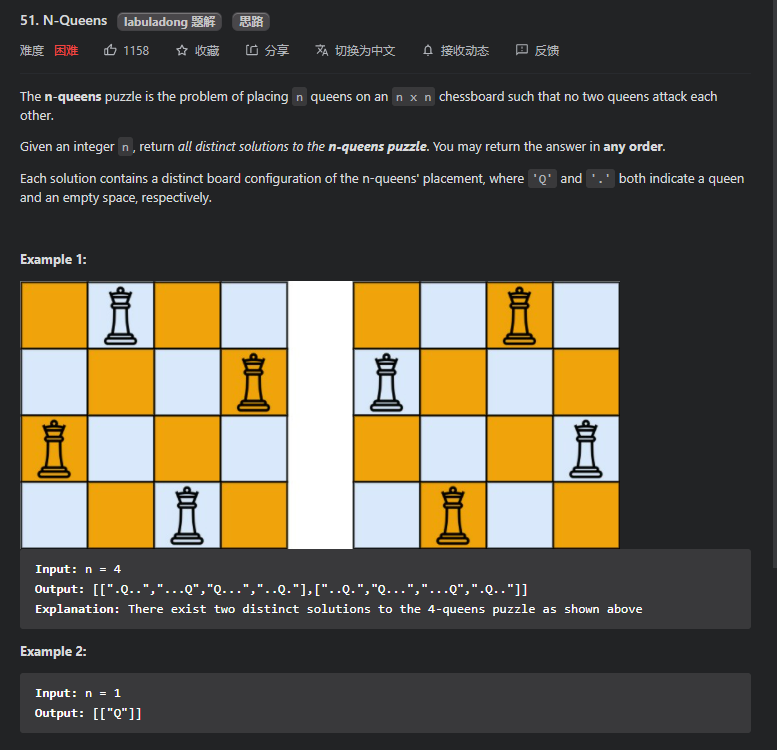 51. N-Queens labuladong 题解 思路
难度 困难 1158 收藏 分享 切换为中文 接收动态 反馈
The n-queens puzzle is the problem of placing n queens on an n x n chessboard such that no two queens attack each
other.
Given an integer n, return all distinct solutions to the n-queens puzzle. You may return the answer in any order.
Each solution contains a distinct board configuration of the n-queens' placement, where 'Q' and '.' both indicate a queen
and an empty space, respectively.
Example 1:
Input: n = 4
Output: [[".Q..","...Q","Q...","..Q."],["..Q.","Q...","...Q",".Q.."]]
Explanation: There exist two distinct solutions to the 4-queens puzzle as shown above
Example 2:
Input: n = 1
Output: [["Q"]]